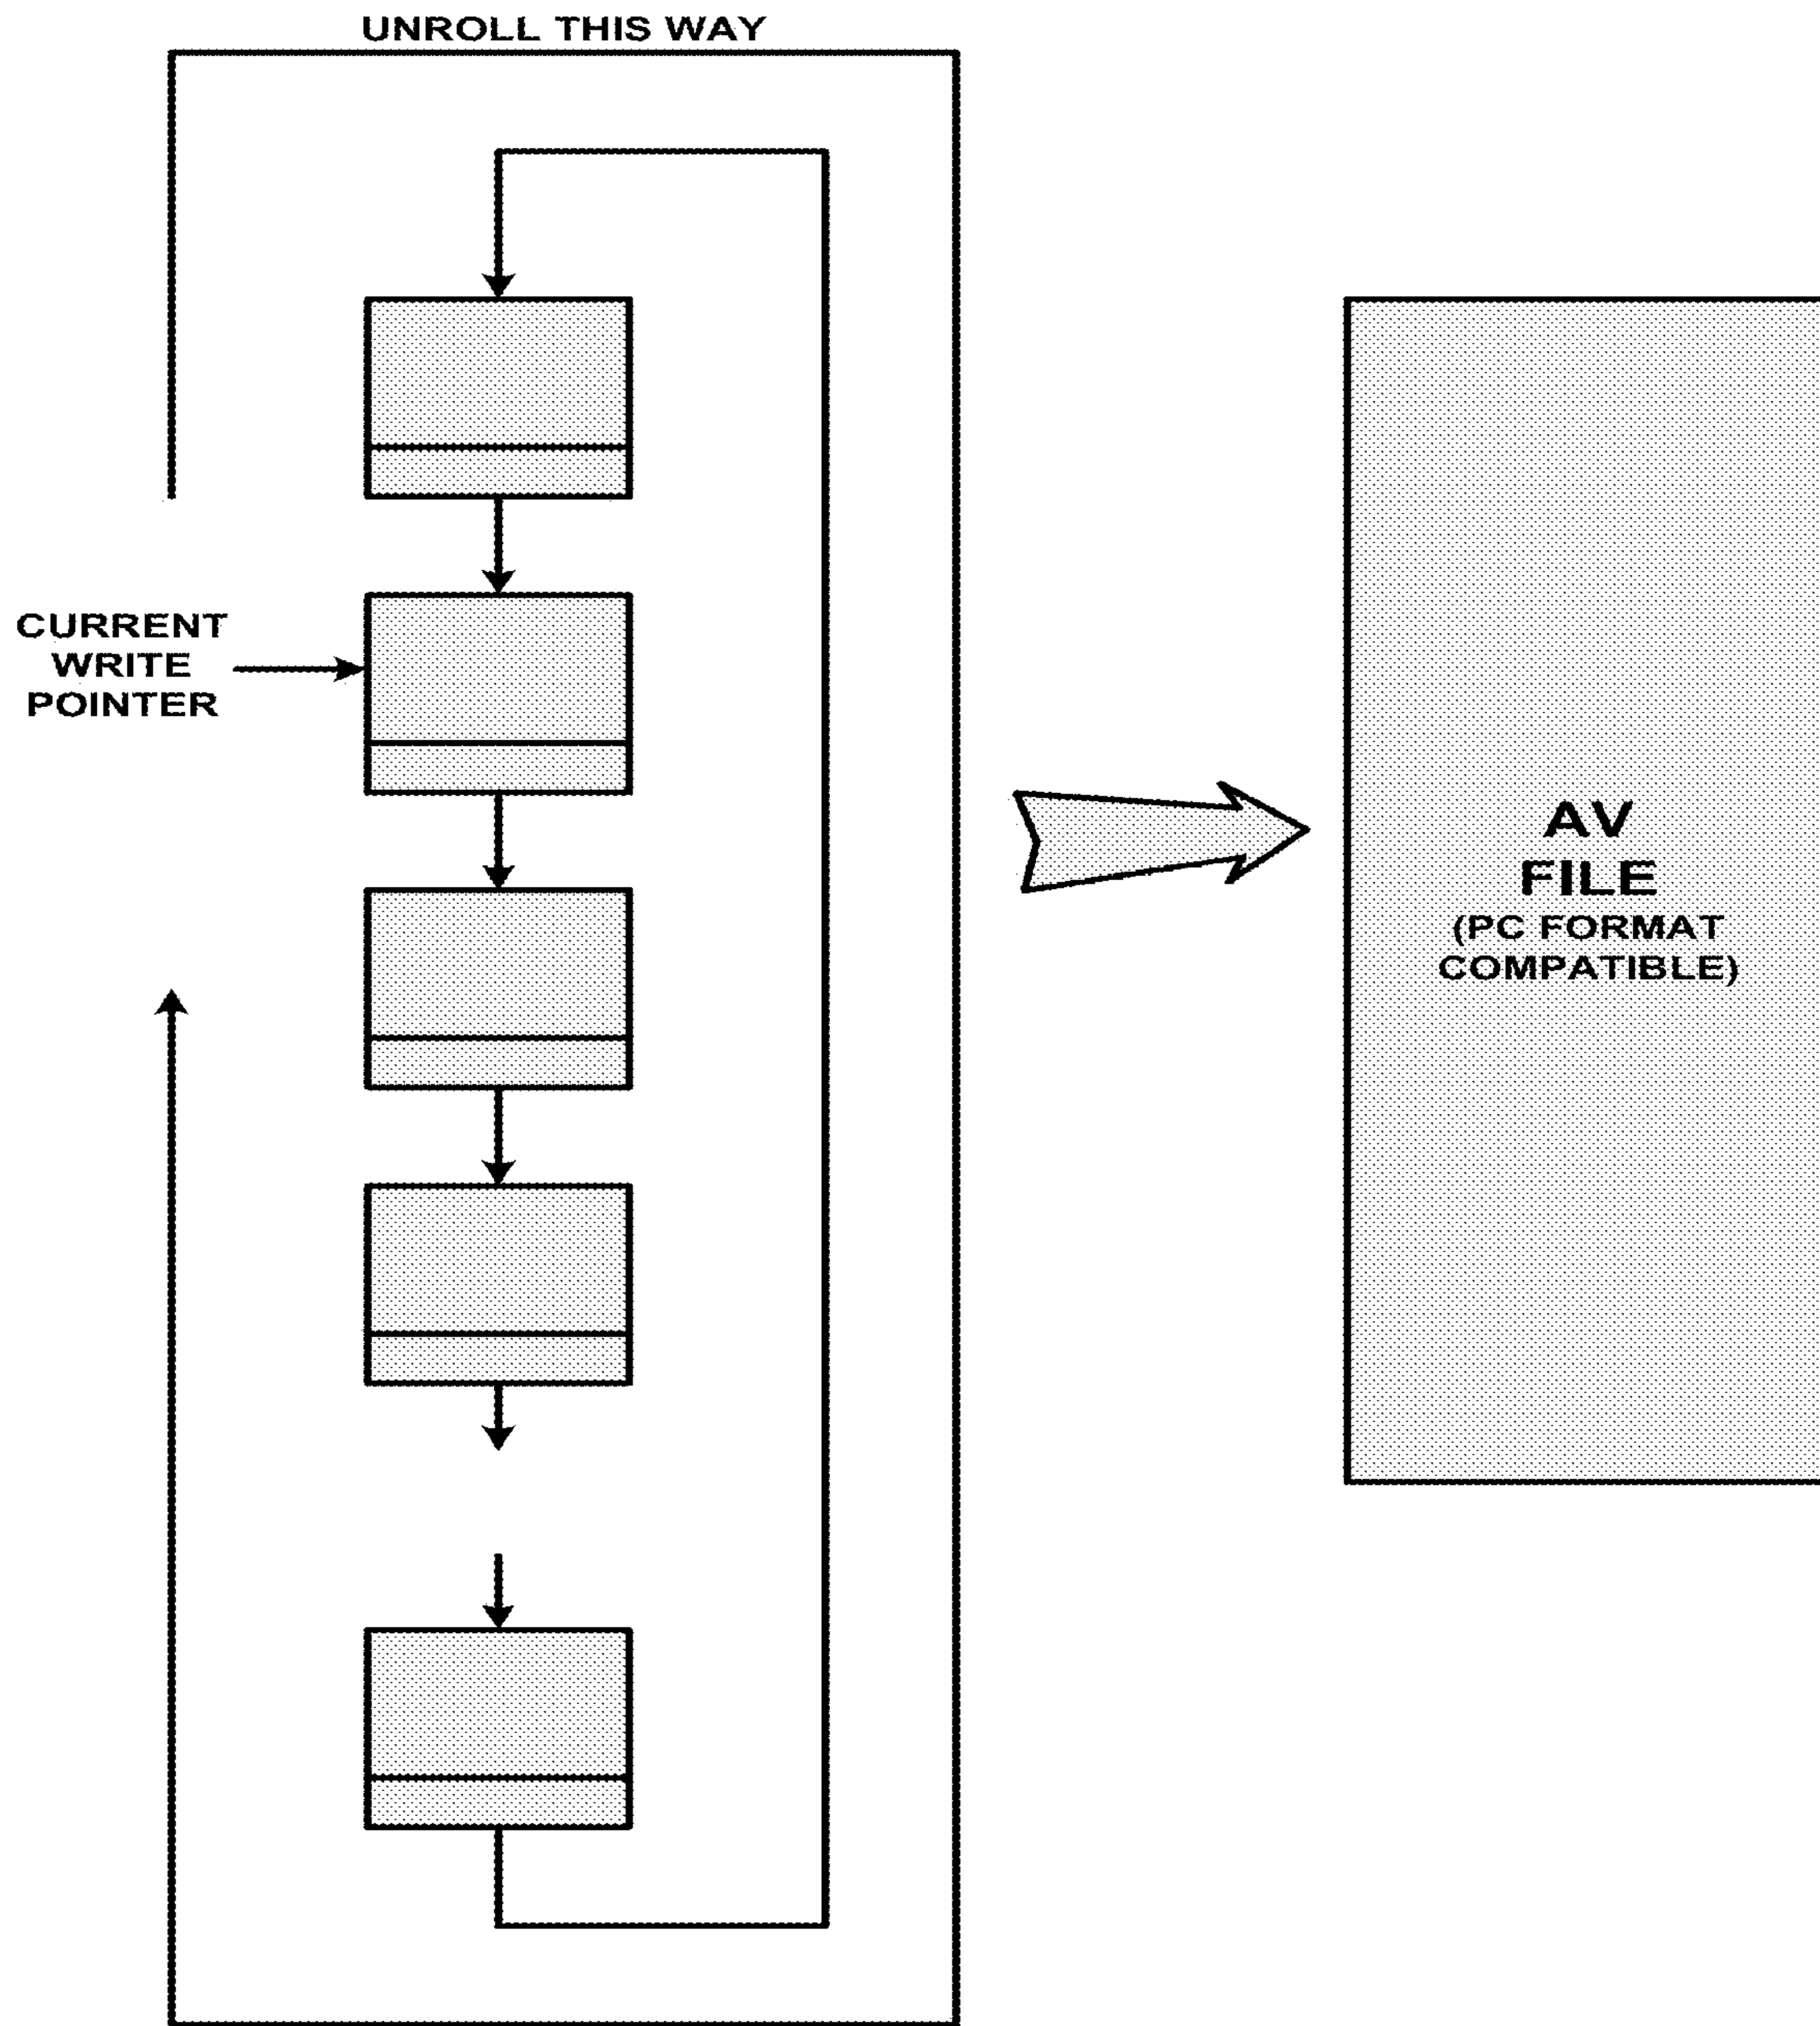 UNROLL THIS WAY
CURRENT
WRITE
POINTER
AV
FILE
(PC FORMAT
COMPATIBLE)